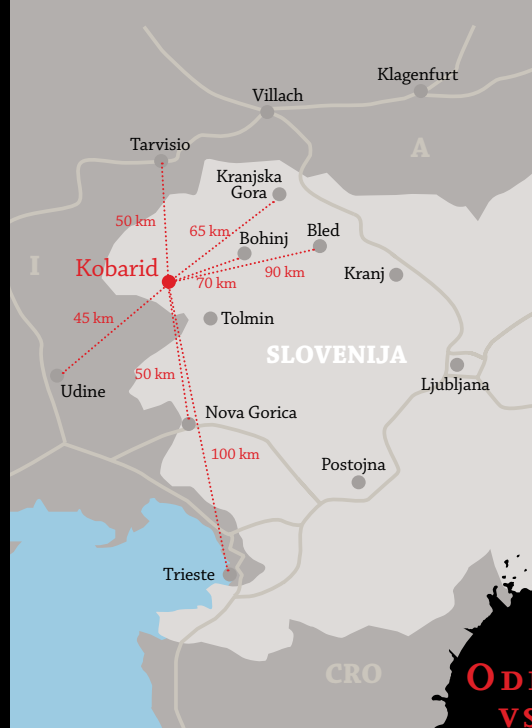 Klagenfurt
Villach
A
Tarvisio
Kranjska
Gora
50 km
65 km
Bled
Bohinj
I
Kobarid
90 km
Kranj
70 km
45 km
Tolmin
SLOVENIJA
50 km
Udine
Ljubljana
Nova Gorica
100 km
Postojna
Trieste
CRO